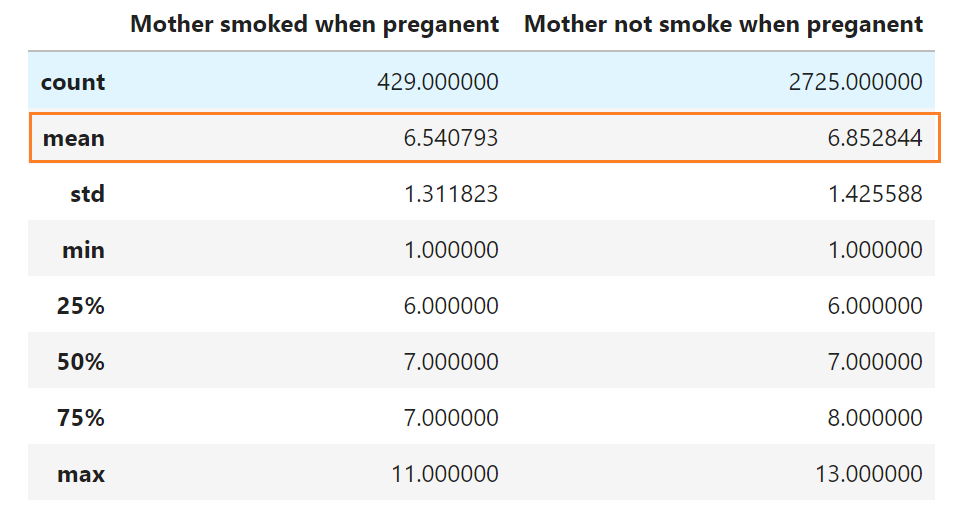 Mother smoked when preganent Mother not smoke when preganent
count 429.000000 2725.000000
mean 6.540793 6.852844
std 1.311823 1.425588
min 1.000000 1.000000
25% 6.000000 6.000000
50% 7.000000 7.000000
75% 7.000000 8.000000
max 11.000000 13.000000